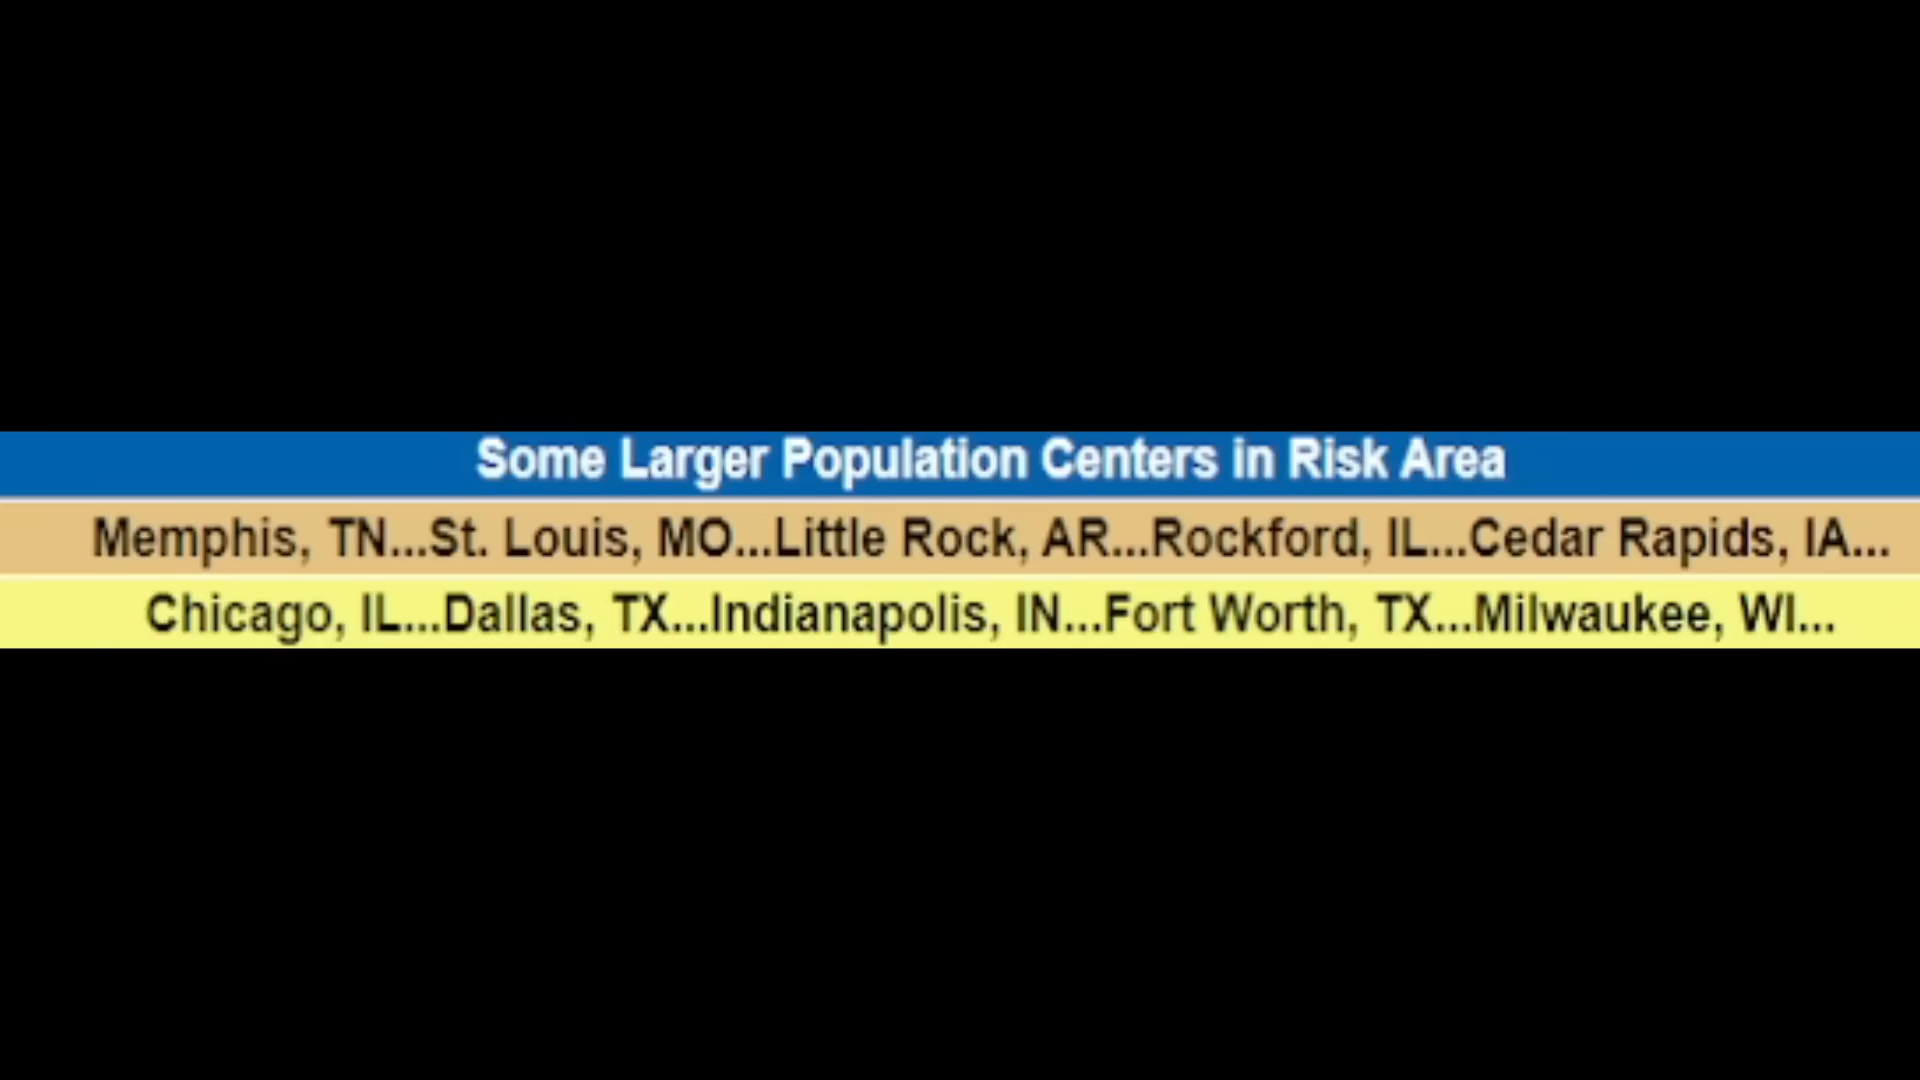 Some Larger Population Centers in Risk Area
Memphis, TN...St. Louis, MO...Little Rock, AR...Rockford, IL...Cedar Rapids, IA...
Chicago, IL...Dallas, TX...Indianapolis, IN...Fort Worth, TX...Milwaukee, WI...